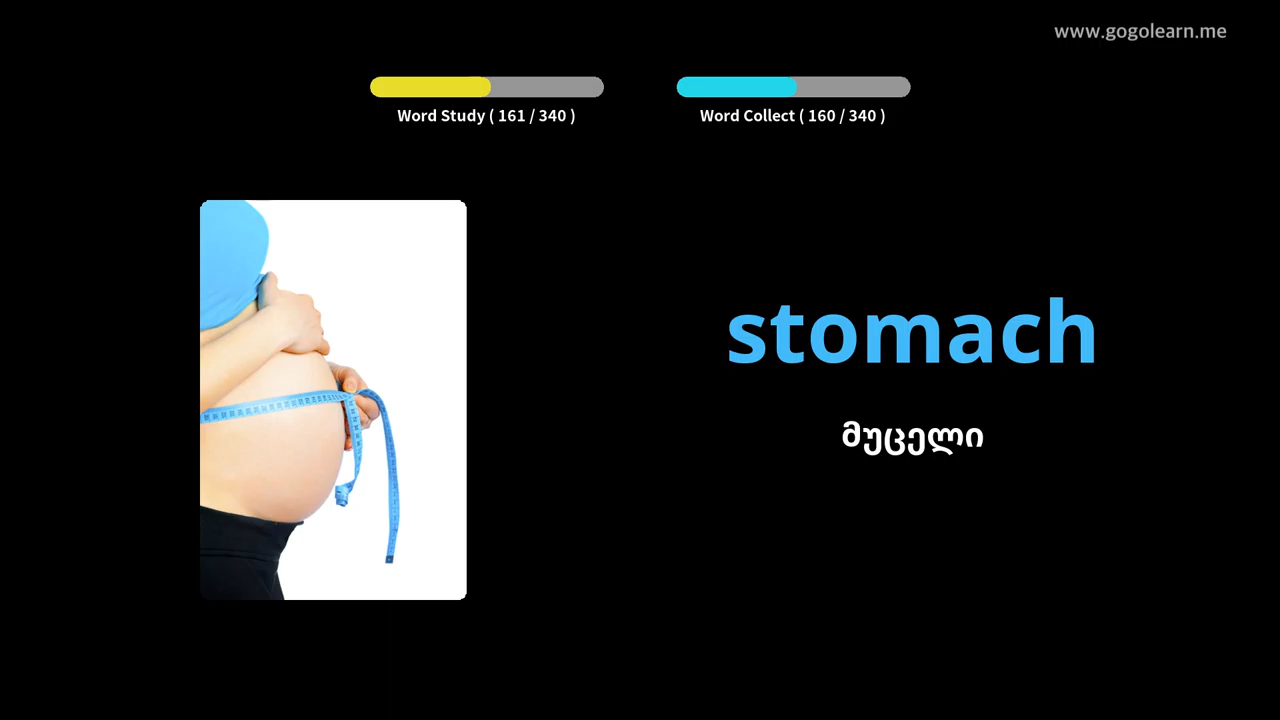 www.gogolearn.me
Word Study ( 161 / 340 )
Word Collect ( 160 / 340 )
stomach
მუცელი